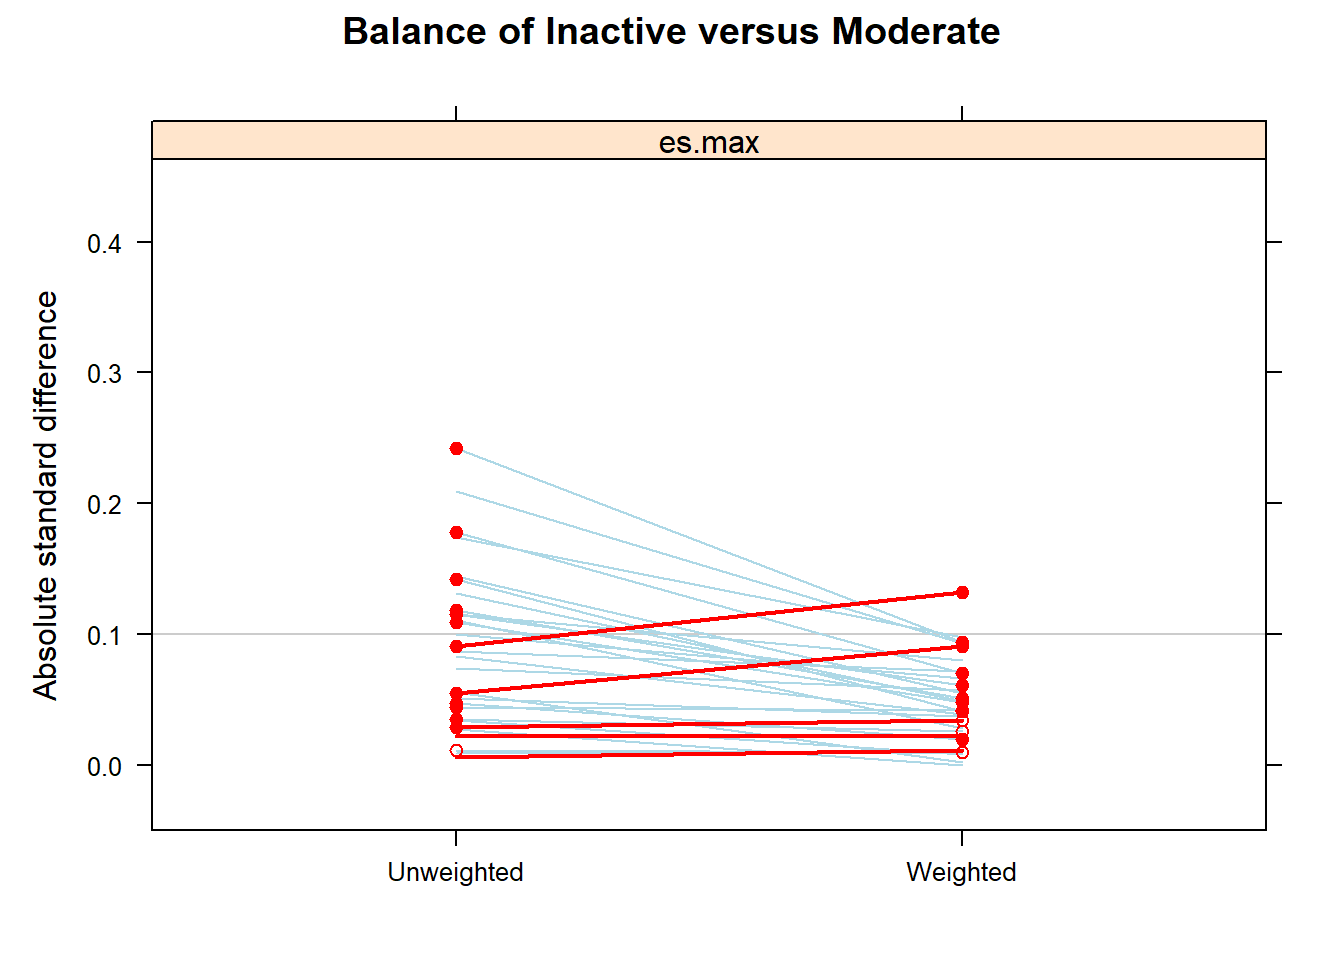 Balance of Inactive versus Moderate
es.max
Absolute standard difference
0.4
0.3
0.2
0.1
0.0
Unweighted
Weighted